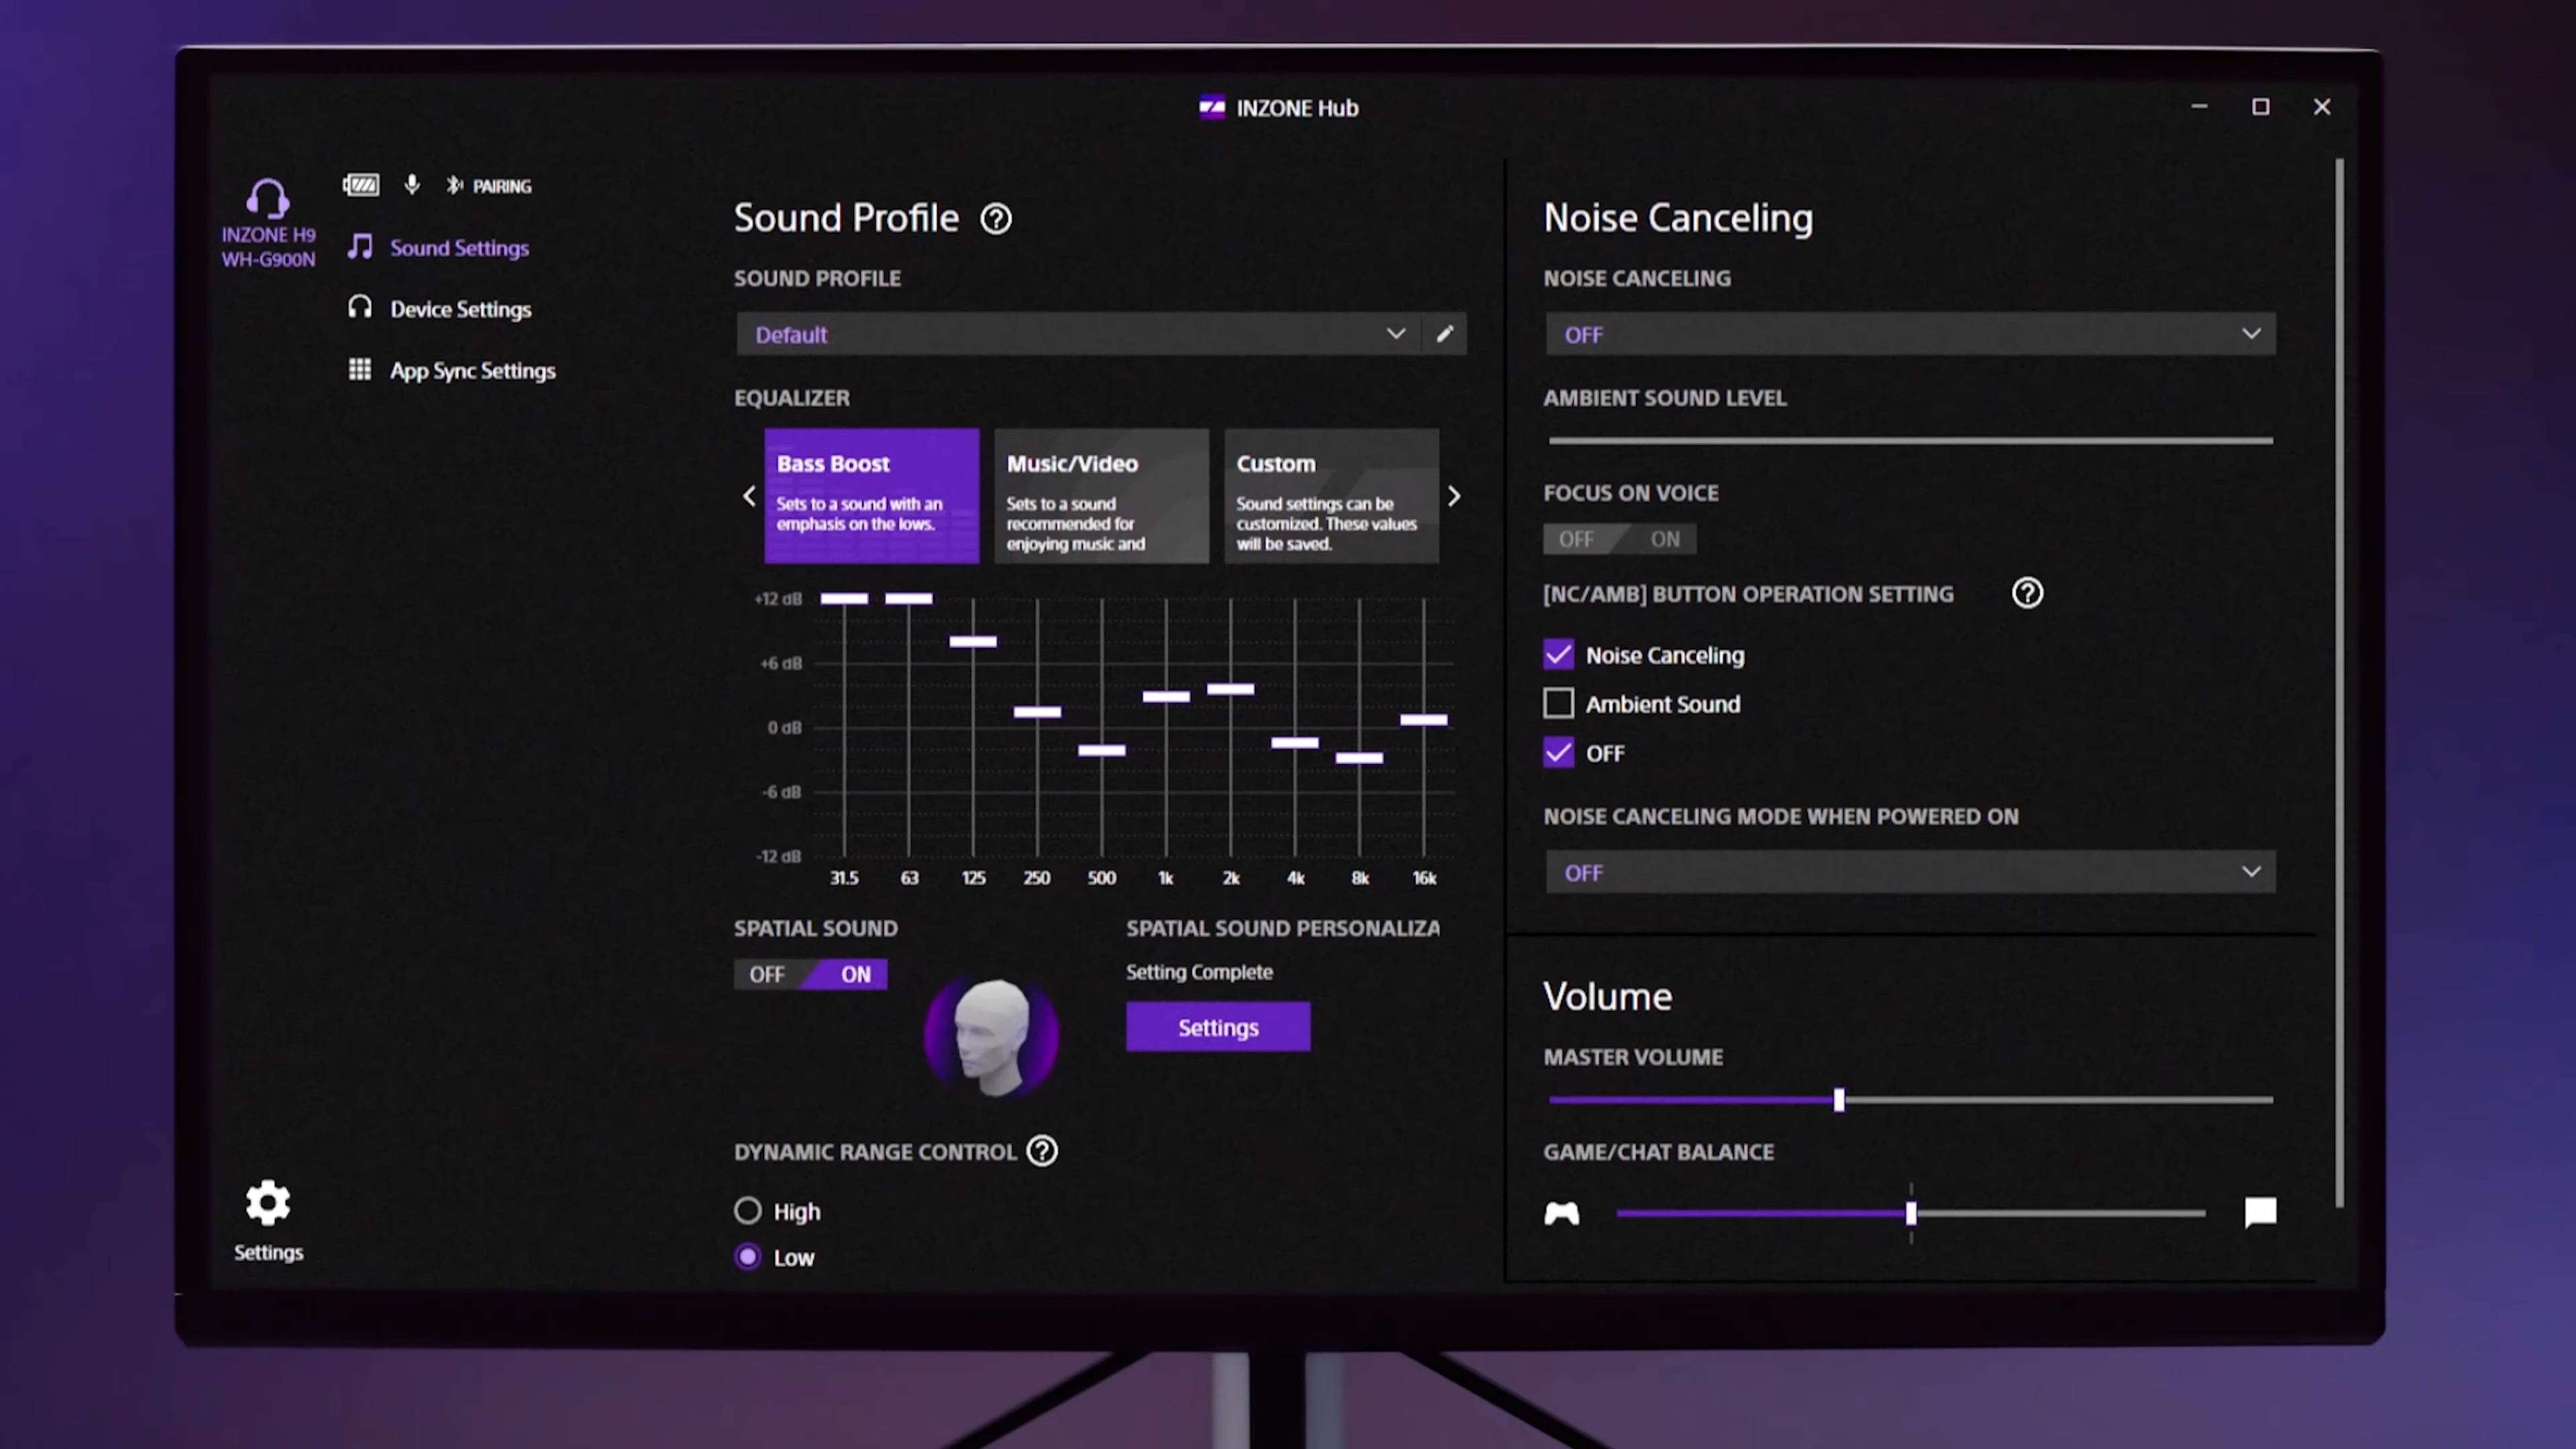 INZONE Hub
INZONE H9
WH-G900N
PAIRING
Sound Settings
Device Settings
App Sync Settings
Settings
Sound Profile ?
SOUND PROFILE
Default
EQUALIZER
Bass Boost
Sets to a sound with an
emphasis on the lows.
Music/Video
Sets to a sound
recommended for
enjoying music and
Custom
Sound settings can be
customized. These values
will be saved.
+12 dB
+6 dB
0 dB
-6 dB
-12 dB
31.5 63 125 250 500 1k 2k 4k 8k 16k
SPATIAL SOUND
OFF ON
SPATIAL SOUND PERSONALIZA
Setting Complete
Settings
DYNAMIC RANGE CONTROL ?
High
Low
Noise Canceling
NOISE CANCELING
OFF
AMBIENT SOUND LEVEL
FOCUS ON VOICE
OFF ON
[NC/AMB] BUTTON OPERATION SETTING ?
Noise Canceling
Ambient Sound
OFF
NOISE CANCELING MODE WHEN POWERED ON
OFF
Volume
MASTER VOLUME
GAME/CHAT BALANCE